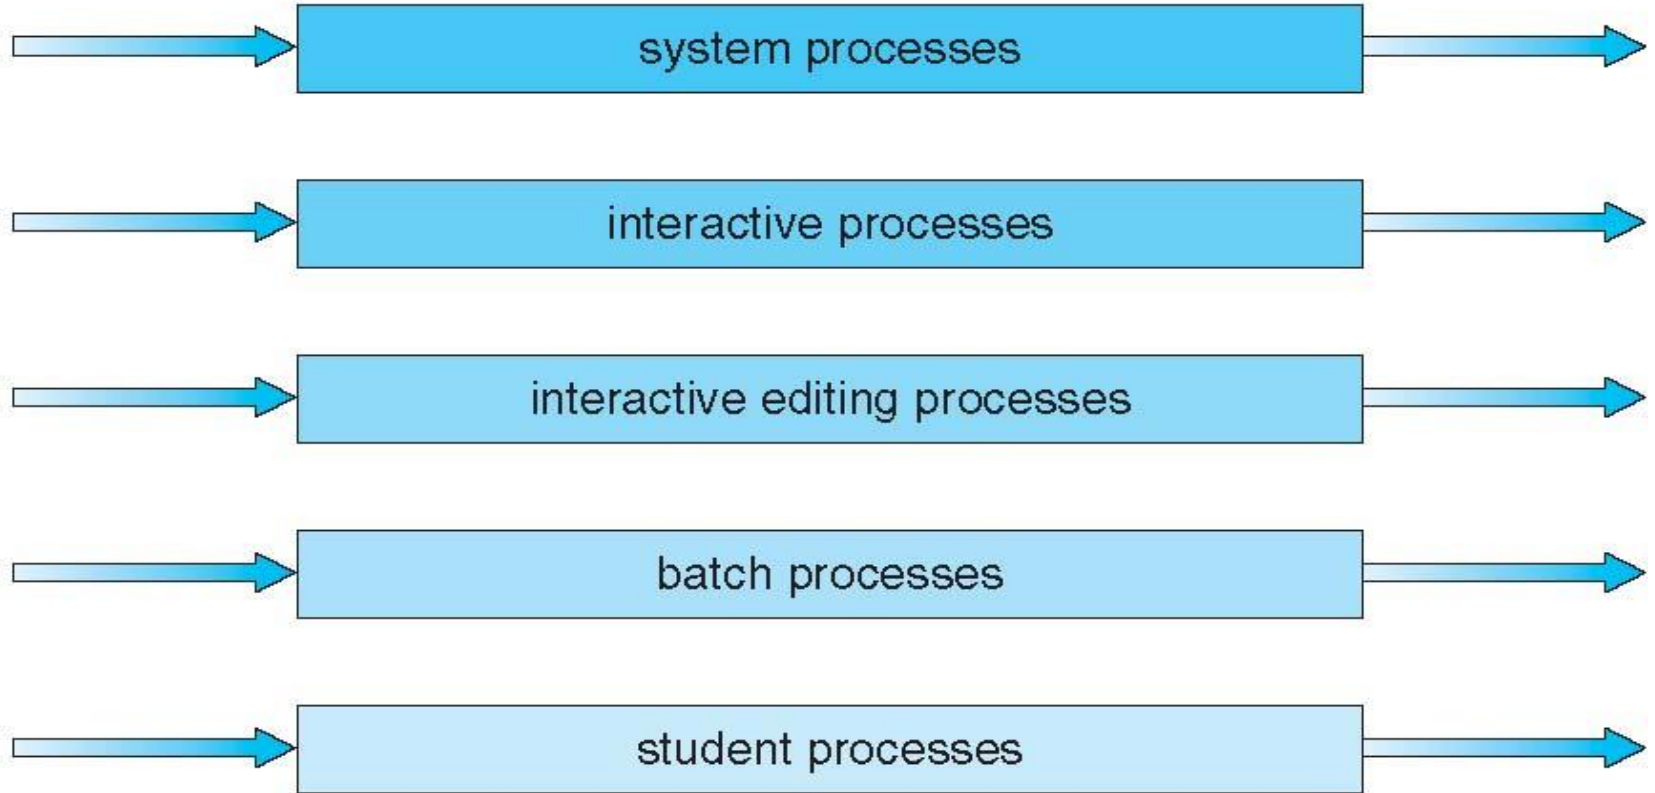 system processes
interactive processes
interactive editing processes
batch processes
student processes